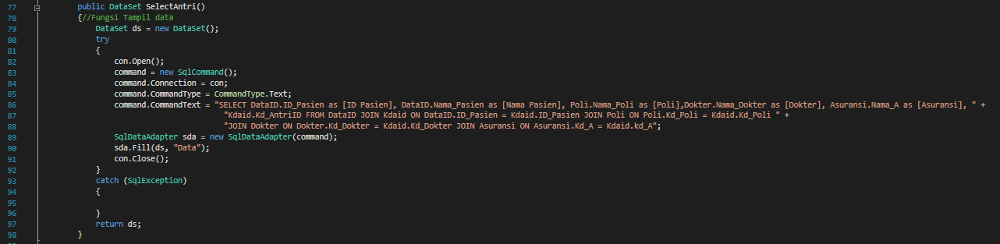 77 public DataSet SelectAntri()
78 {//Fungsi Tampil data
79 DataSet ds = new DataSet();
80 try
81 {
82 con.Open();
83 command = new SqlCommand();
84 command.Connection = con;
85 command.CommandType = CommandType.Text;
86 command.CommandText = "SELECT DataID.ID_Pasien as [ID Pasien], DataID.Nama_Pasien as [Nama Pasien], Poli.Nama_Poli as [Poli],Dokter.Nama_Dokter as [Dokter], Asuransi.Nama_A as [Asuransi], " +
87 "Kdaid.Kd_AntriID FROM DataID JOIN Kdaid ON DataID.ID_Pasien = Kdaid.ID_Pasien JOIN Poli ON Poli.Kd_Poli = Kdaid.Kd_Poli " +
88 "JOIN Dokter ON Dokter.Kd_Dokter = Kdaid.Kd_Dokter JOIN Asuransi ON Asuransi.Kd_A = Kdaid.kd_A";
89 SqlDataAdapter sda = new SqlDataAdapter(command);
90 sda.Fill(ds, "Data");
91 con.Close();
92 }
93 catch (SqlException)
94 {
95
96 }
97 return ds;
98 }